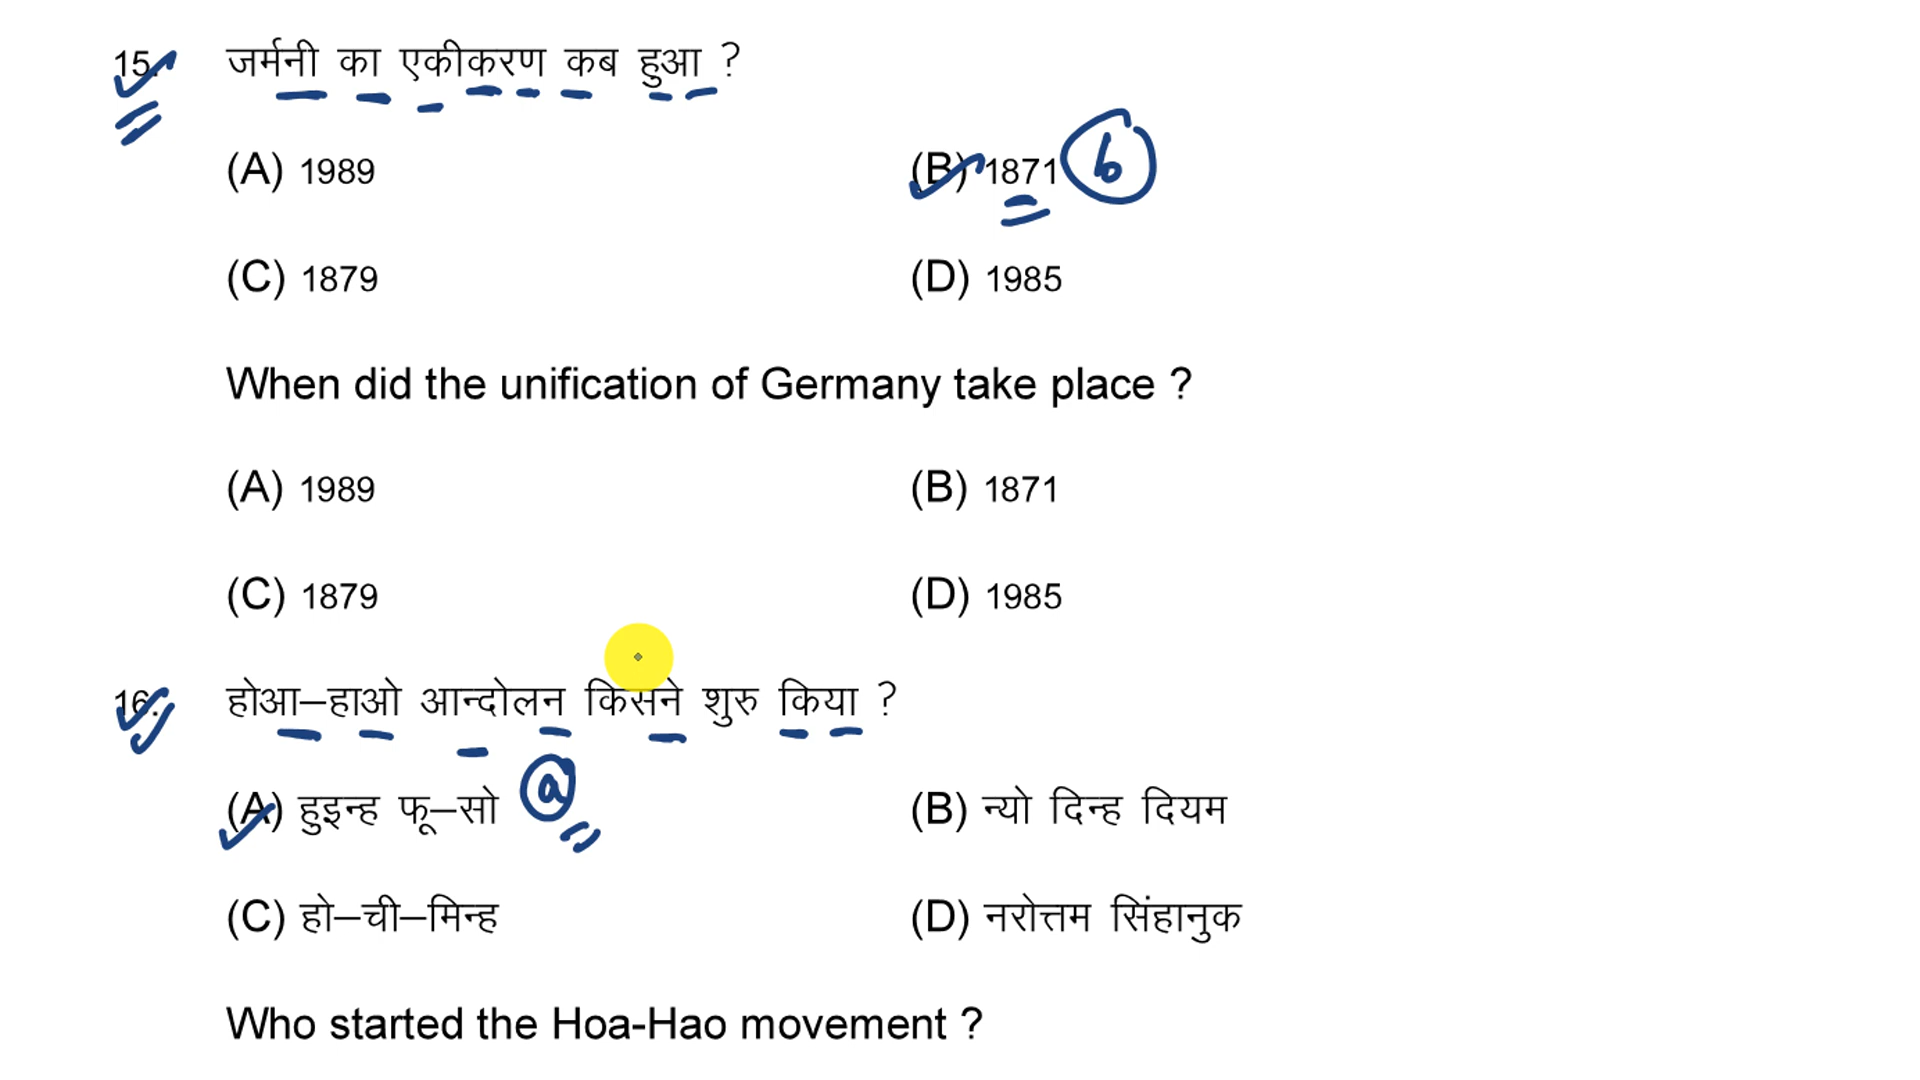 15. जर्मनी का एकीकरण कब हुआ ?
(A) 1989 (B) 1871 b
(C) 1879 (D) 1985
When did the unification of Germany take place ?
(A) 1989 (B) 1871
(C) 1879 (D) 1985
16. होआ–हाओ आन्दोलन किसने शुरु किया ?
(A) हुइन्ह फू–सो a (B) न्यो दिन्ह दियम
(C) हो–ची–मिन्ह (D) नरोत्तम सिंहानुक
Who started the Hoa-Hao movement ?